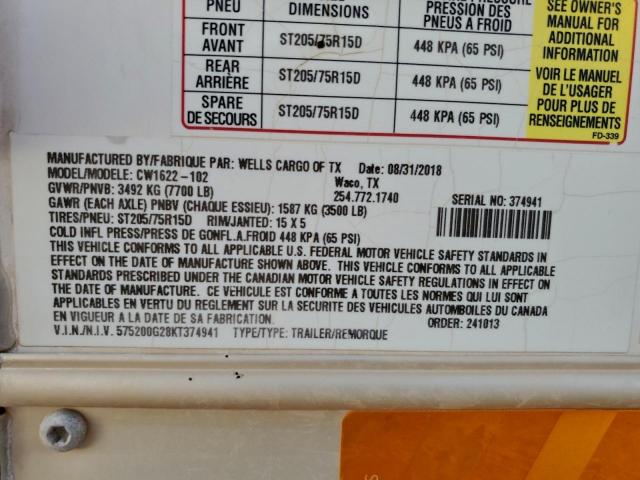 PNEU DIMENSIONS PRESSION DES PNEUS A FROID
FRONT AVANT ST205/75R15D 448 KPA (65 PSI)
REAR ARRIÈRE ST205/75R15D 448 KPA (65 PSI)
SPARE DE SECOURS ST205/75R15D 448 KPA (65 PSI)
SEE OWNER'S
MANUAL FOR
ADDITIONAL
INFORMATION
VOIR LE MANUEL
DE L'USAGER
POUR PLUS DE
RENSEIGNEMENTS
FD-339
MANUFACTURED BY/FABRIQUE PAR: WELLS CARGO OF TX Date: 08/31/2018
MODEL/MODELE: CW1622-102 Waco, TX
GVWR/PNVB: 3492 KG (7700 LB) 254.772.1740 SERIAL NO: 374941
GAWR (EACH AXLE) PNBV (CHAQUE ESSIEU): 1587 KG (3500 LB)
TIRES/PNEU: ST205/75R15D RIM/JANTED: 15 X 5
COLD INFL PRESS/PRESS DE GONFL.A.FROID 448 KPA (65 PSI)
THIS VEHICLE CONFORMS TO ALL APPLICABLE U.S. FEDERAL MOTOR VEHICLE SAFETY STANDARDS IN
EFFECT ON THE DATE OF MANUFACTURE SHOWN ABOVE. THIS VEHICLE CONFORMS TO ALL APPLICABLE
STANDARDS PRESCRIBED UNDER THE CANADIAN MOTOR VEHICLE SAFETY REGULATIONS IN EFFECT ON
THE DATE OF MANUFACTURE. CE VEHICULE EST CONFORME A TOUTES LES NORMES QUI LUI SONT
APPLICABLES EN VERTU DU REGLEMENT SUR LA SECURITE DES VEHICULES AUTOMBOILES DU CANADA
EN VIGUEUR A LA DATE DE SA FABRICATION. ORDER: 241013
V.I.N./N.I.V. 575200G28KT374941 TYPE/TYPE: TRAILER/REMORQUE